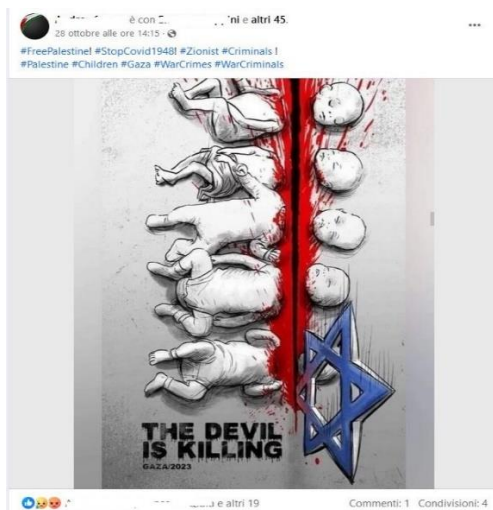 è con
ni e altri 45.
28 ottobre alle ore 14:15 ·
#FreePalestine! #StopCovid1948! #Zionist #Criminals !
#Palestine #Children #Gaza #WarCrimes #WarCriminals
THE DEVIL
IS KILLING
GAZA/2023
e altri 19
Commenti: 1 Condivisioni: 4